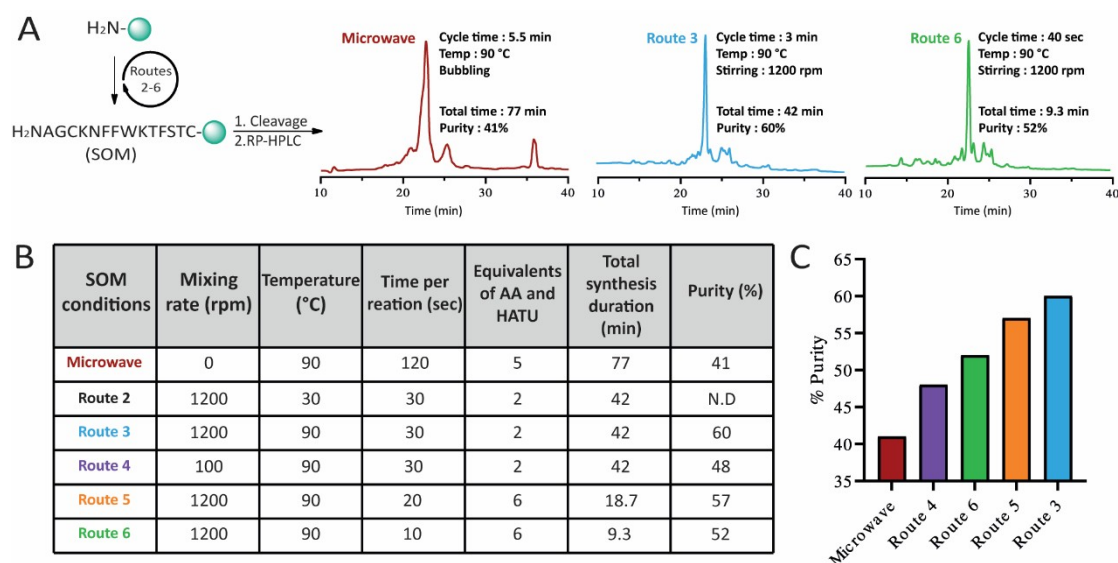 A
H₂N-
Routes
2-6
H₂NAGCKNFFWKTFSTC-
(SOM)
1. Cleavage
2.RP-HPLC
Microwave
Cycle time : 5.5 min
Temp : 90 °C
Bubbling
Total time : 77 min
Purity : 41%
10 20 30 40
Time (min)
Route 3
Cycle time : 3 min
Temp : 90 °C
Stirring : 1200 rpm
Total time : 42 min
Purity : 60%
10 20 30 40
Time (min)
Route 6
Cycle time : 40 sec
Temp : 90 °C
Stirring : 1200 rpm
Total time : 9.3 min
Purity : 52%
10 20 30 40
Time (min)
B
SOM conditions Mixing rate (rpm) Temperature (°C) Time per reation (sec) Equivalents of AA and HATU Total synthesis duration (min) Purity (%)
Microwave 0 90 120 5 77 41
Route 2 1200 30 30 2 42 N.D
Route 3 1200 90 30 2 42 60
Route 4 100 90 30 2 42 48
Route 5 1200 90 20 6 18.7 57
Route 6 1200 90 10 6 9.3 52
C
% Purity
65
60
55
50
45
40
35
Microwave
Route 4
Route 6
Route 5
Route 3